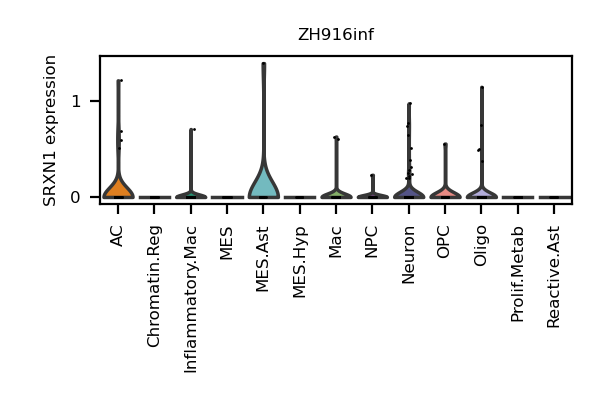 ZH916inf
SRXN1 expression
1
0
AC
Chromatin.Reg
Inflammatory.Mac
MES
MES.Ast
MES.Hyp
Mac
NPC
Neuron
OPC
Oligo
Prolif.Metab
Reactive.Ast